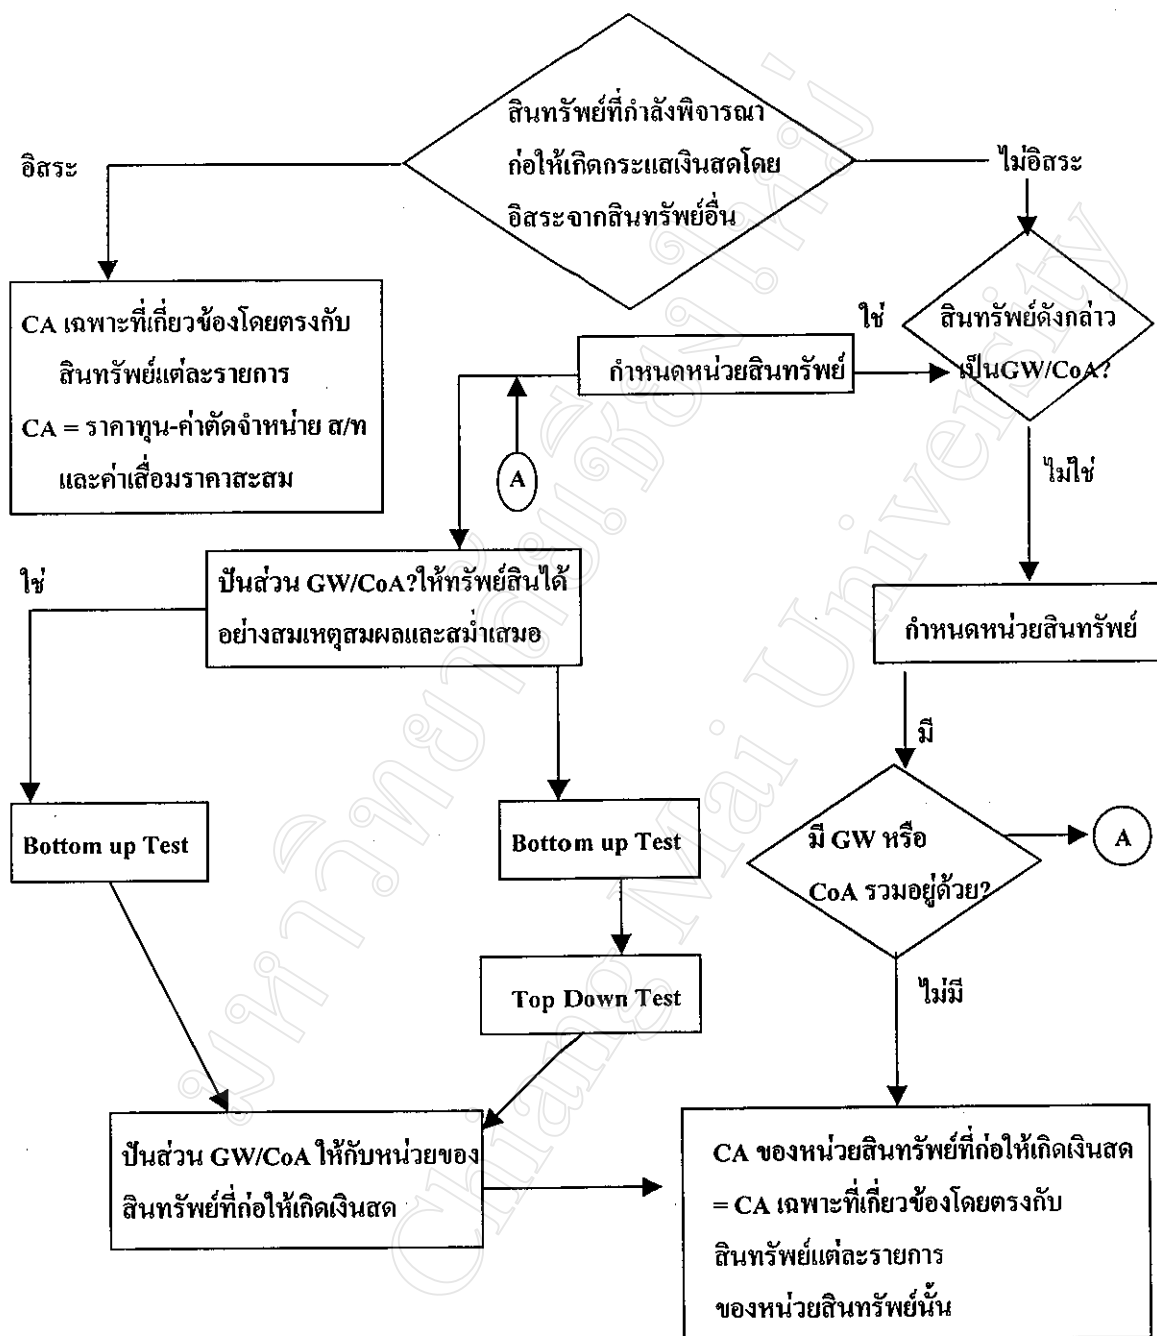 สินทรัพย์ที่กำลังพิจารณา
ก่อให้เกิดกระแสเงินสดโดย
อิสระจากสินทรัพย์อื่น
อิสระ
ไม่อิสระ
CA เฉพาะที่เกี่ยวข้องโดยตรงกับ
สินทรัพย์แต่ละรายการ
CA = ราคาทุน-ค่าตัดจำหน่าย ส/ท
และค่าเสื่อมราคาสะสม
กำหนดหน่วยสินทรัพย์
ใช่
สินทรัพย์ดังกล่าว
เป็นGW/CoA?
A
ไม่ใช่
ใช่
ปันส่วน GW/CoA?ให้ทรัพย์สินได้
อย่างสมเหตุสมผลและสม่ำเสมอ
กำหนดหน่วยสินทรัพย์
มี
Bottom up Test
Bottom up Test
มี GW หรือ
CoA รวมอยู่ด้วย?
A
Top Down Test
ไม่มี
ปันส่วน GW/CoA ให้กับหน่วยของ
สินทรัพย์ที่ก่อให้เกิดเงินสด
CA ของหน่วยสินทรัพย์ที่ก่อให้เกิดเงินสด
= CA เฉพาะที่เกี่ยวข้องโดยตรงกับ
สินทรัพย์แต่ละรายการ
ของหน่วยสินทรัพย์นั้น
มหาวิทยาลัยเชียงใหม่
Chiang Mai University